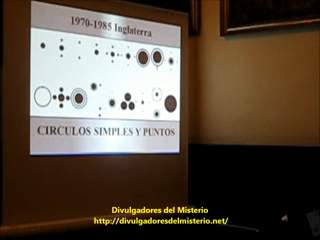 1970-1985 Inglaterra
CIRCULOS SIMPLES Y PUNTOS
Divulgadores del Misterio
http://divulgadoresdelmisterio.net/